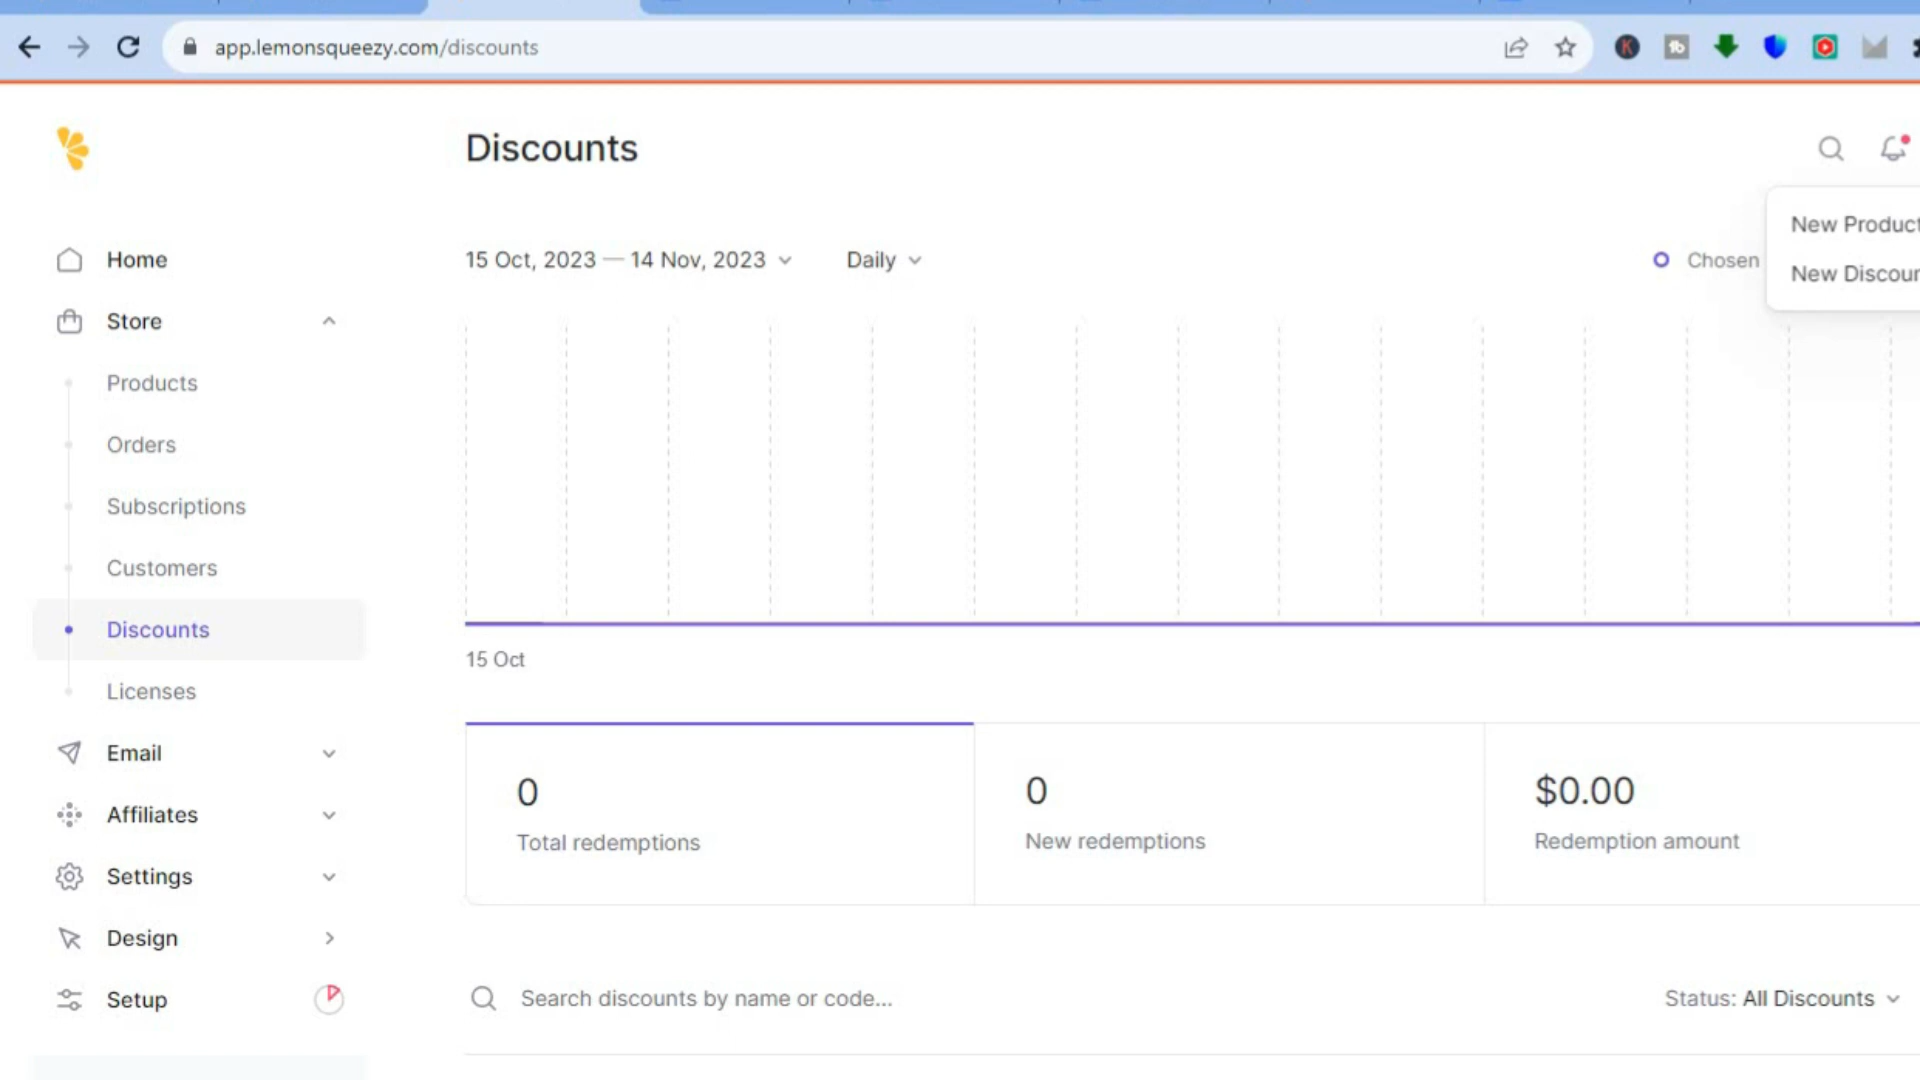 app.lemonsqueezy.com/discounts
Discounts
15 Oct, 2023 — 14 Nov, 2023
Daily
Chosen
New Product
New Discoun
Home
Store
Products
Orders
Subscriptions
Customers
Discounts
Licenses
Email
Affiliates
Settings
Design
Setup
15 Oct
0
Total redemptions
0
New redemptions
$0.00
Redemption amount
Search discounts by name or code...
Status: All Discounts